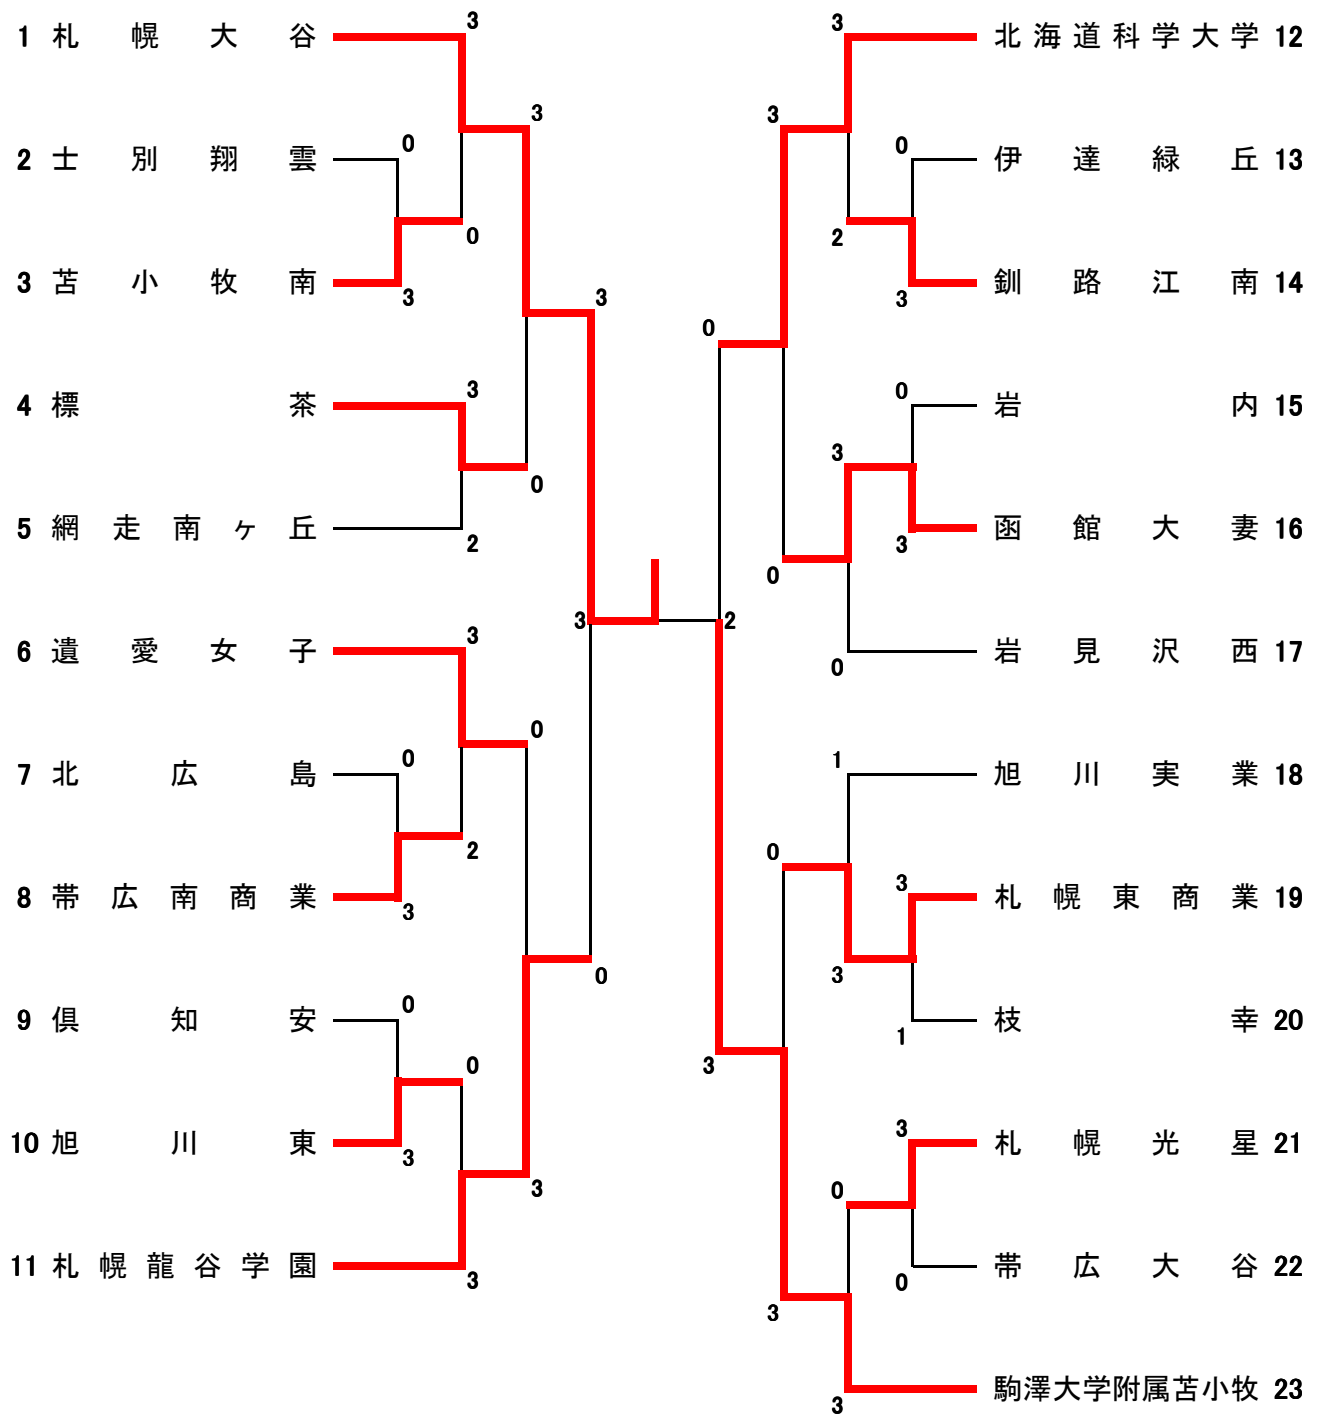 3
3
1 札幌大谷
北海道科学大学 12
3
3
0
0
2 士別翔雲
伊達緑丘 13
0
2
3 苫小牧南
釧路江南 14
3
3
3
0
3
0
4 標茶
岩内 15
3
0
5 網走南ヶ丘
函館大妻 16
2
3
0
3
2
3
6 遺愛女子
岩見沢西 17
0
0
0
1
7 北広島
旭川実業 18
2
0
3
8 帯広南商業
札幌東商業 19
3
0
3
0
9 倶知安
枝幸 20
1
0
3
3
10 旭川東
札幌光星 21
3
3
0
11 札幌龍谷学園
帯広大谷 22
3
0
3
駒澤大学附属苫小牧 23
3